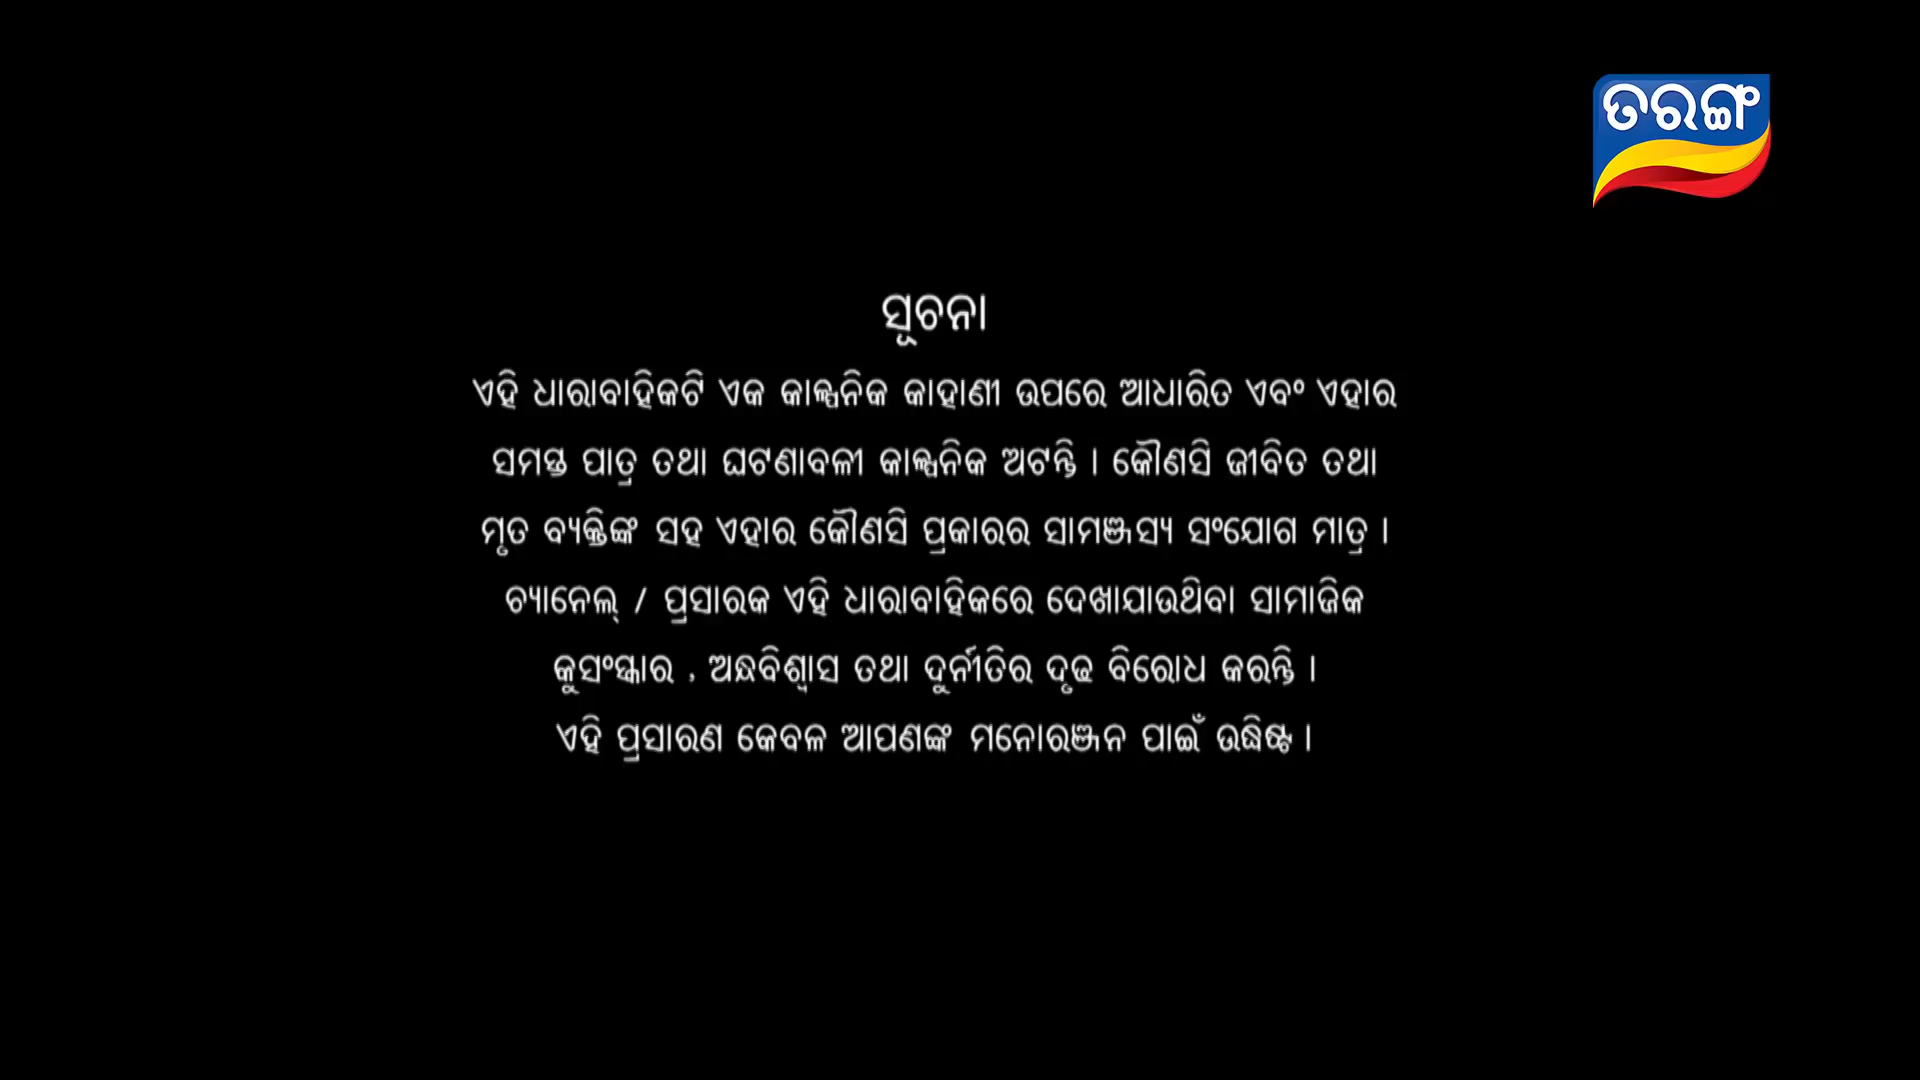 ତରଙ୍ଗ
ସୂଚନା
ଏହି ଧାରାବାହିକଟି ଏକ କାଳ୍ପନିକ କାହାଣୀ ଉପରେ ଆଧାରିତ ଏବଂ ଏହାର
ସମସ୍ତ ପାତ୍ର ତଥା ଘଟଣାବଳୀ କାଳ୍ପନିକ ଅଟନ୍ତି । କୌଣସି ଜୀବିତ ତଥା
ମୃତ ବ୍ୟକ୍ତିଙ୍କ ସହ ଏହାର କୌଣସି ପ୍ରକାରର ସାମଞ୍ଜସ୍ୟ ସଂଯୋଗ ମାତ୍ର ।
ଚ୍ୟାନେଲ୍ / ପ୍ରସାରକ ଏହି ଧାରାବାହିକରେ ଦେଖାଯାଉଥିବା ସାମାଜିକ
କୁସଂସ୍କାର , ଅନ୍ଧବିଶ୍ୱାସ ତଥା ଦୁର୍ନୀତିର ଦୃଢ ବିରୋଧ କରନ୍ତି ।
ଏହି ପ୍ରସାରଣ କେବଳ ଆପଣଙ୍କ ମନୋରଞ୍ଜନ ପାଇଁ ଉଦ୍ଧିଷ୍ଟ ।